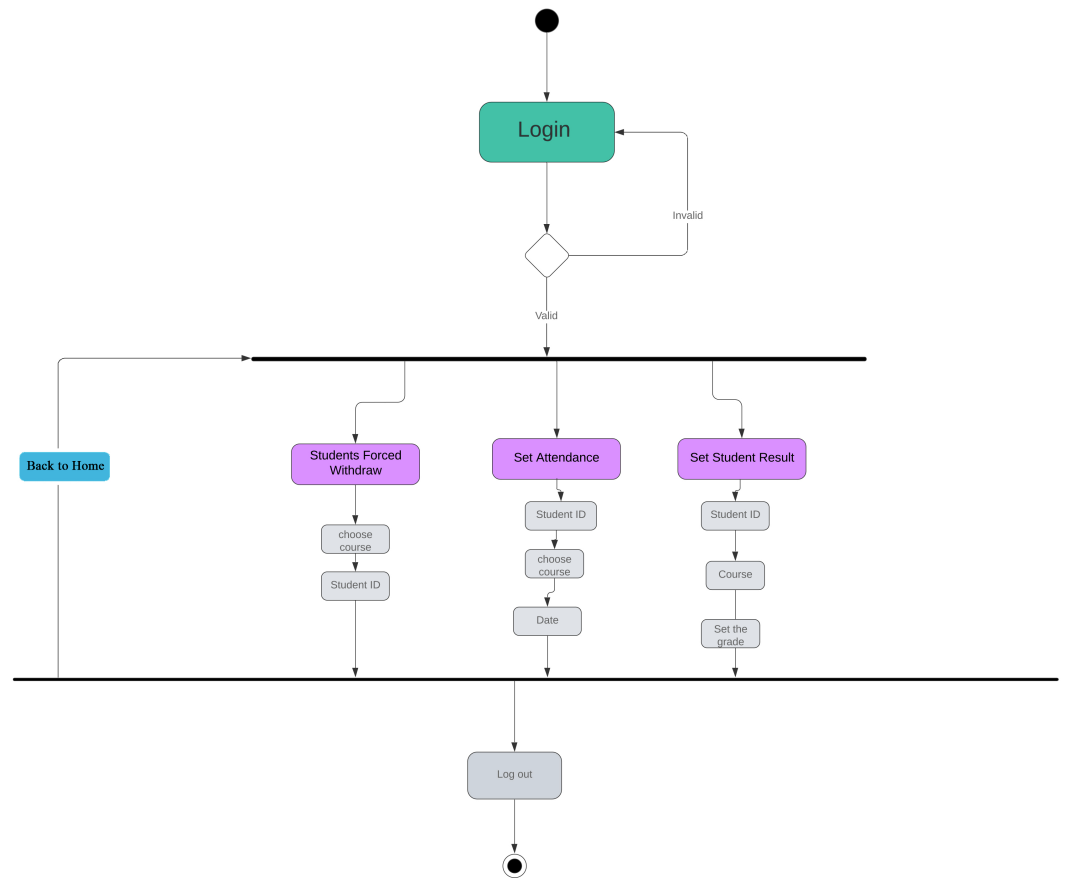 Login
Invalid
Valid
Back to Home
Students Forced
Withdraw
Set Attendance
Set Student Result
choose
course
Student ID
Student ID
choose
course
Date
Student ID
Course
Set the
grade
Log out